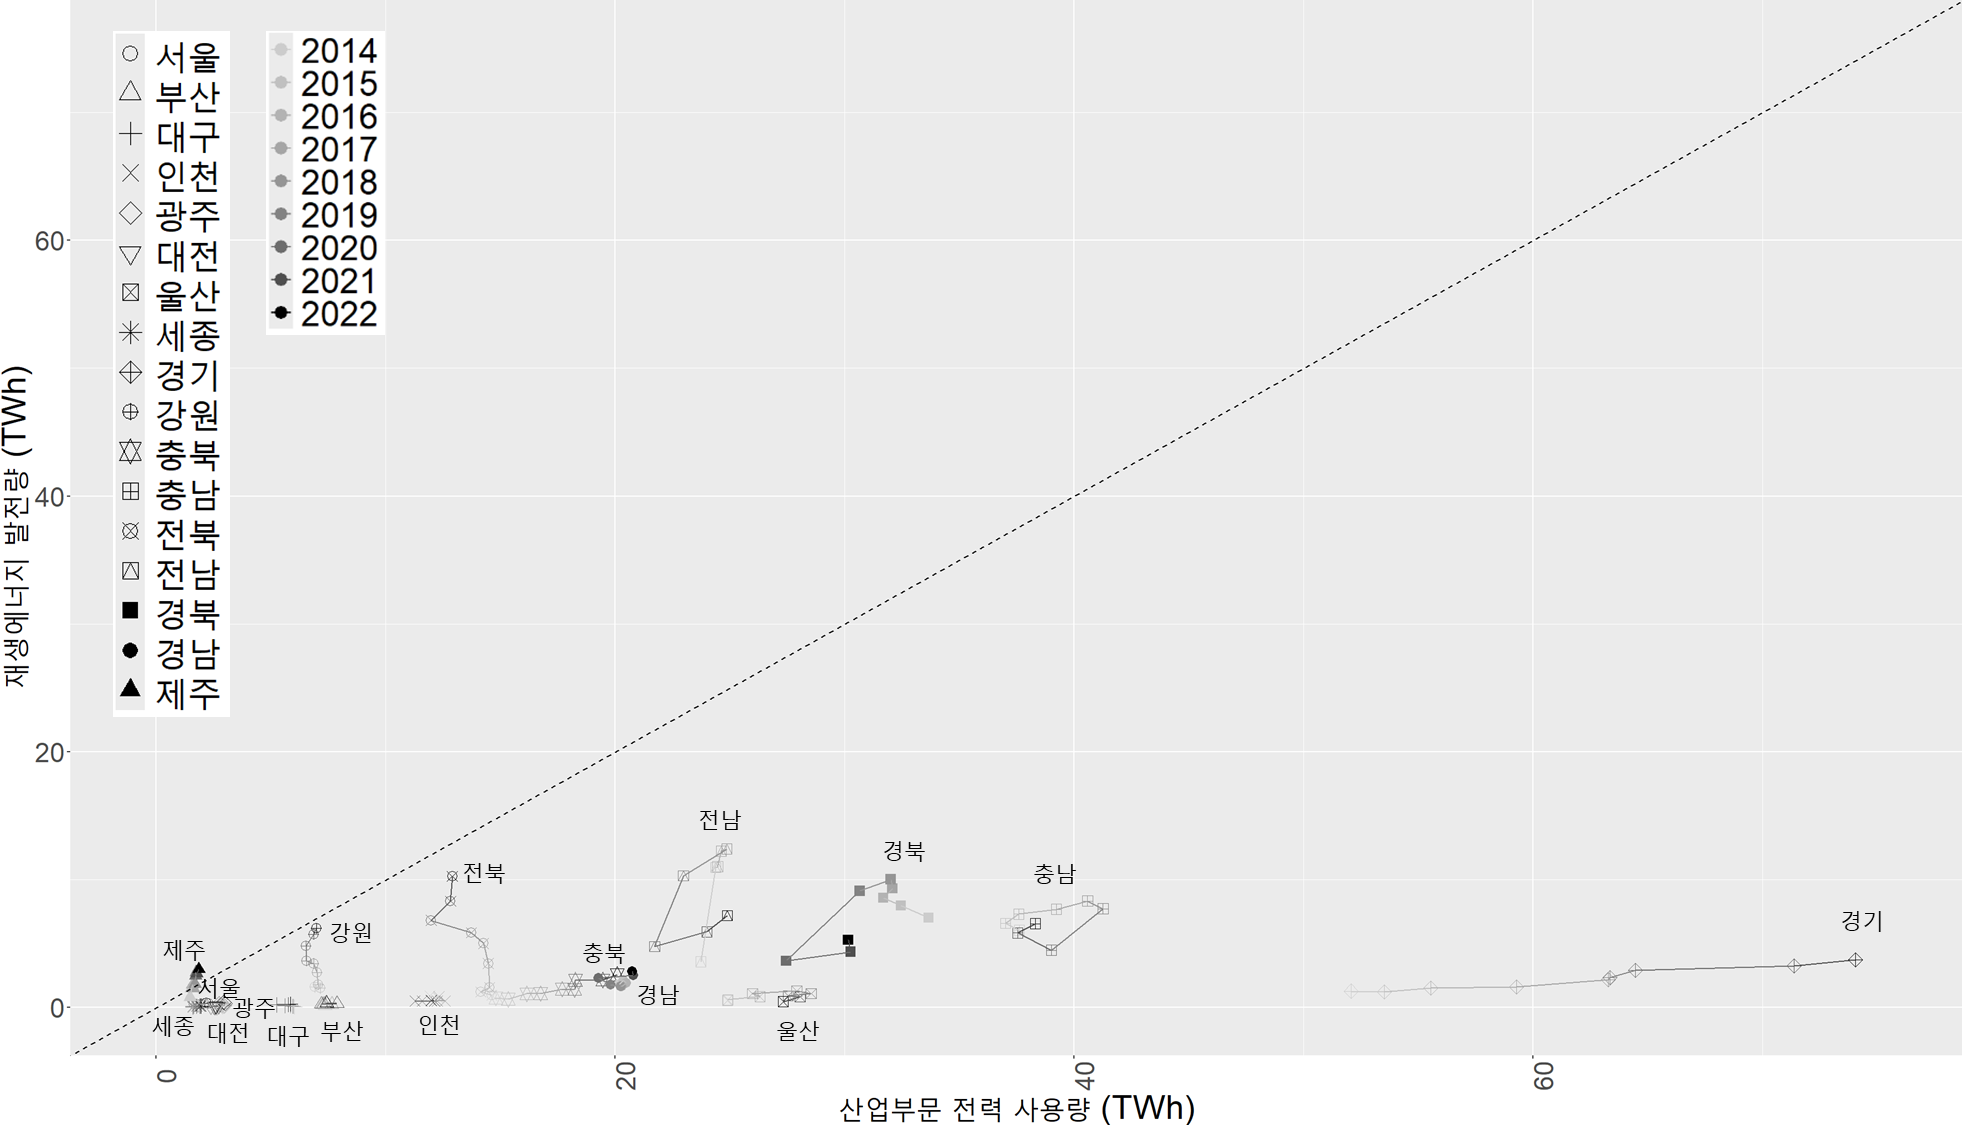 서울
부산
대구
인천
광주
대전
울산
세종
경기
강원
충북
충남
전북
전남
경북
경남
제주
2014
2015
2016
2017
2018
2019
2020
2021
2022
재생에너지 발전량 (TWh)
60
40
20
0
전남
경북
충남
전북
경기
강원
제주
충북
서울
경남
광주
세종
대전
대구
부산
인천
울산
0
20
40
60
산업부문 전력 사용량 (TWh)